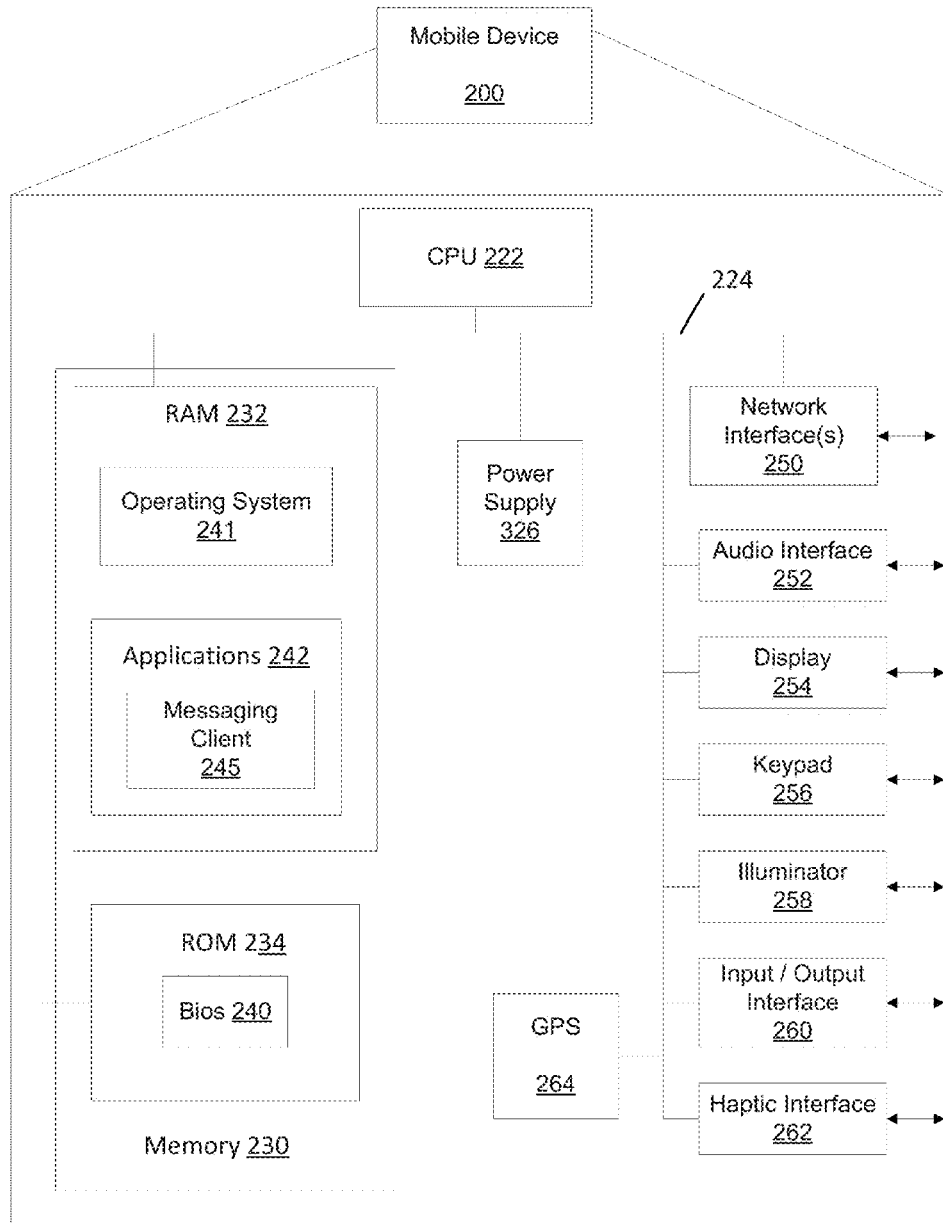 Mobile Device
200
CPU 222
224
RAM 232
Operating System
241
Applications 242
Messaging
Client
245
ROM 234
Bios 240
Memory 230
Power
Supply
326
GPS
264
Network
Interface(s)
250
Audio Interface
252
Display
254
Keypad
256
Illuminator
258
Input / Output
Interface
260
Haptic Interface
262